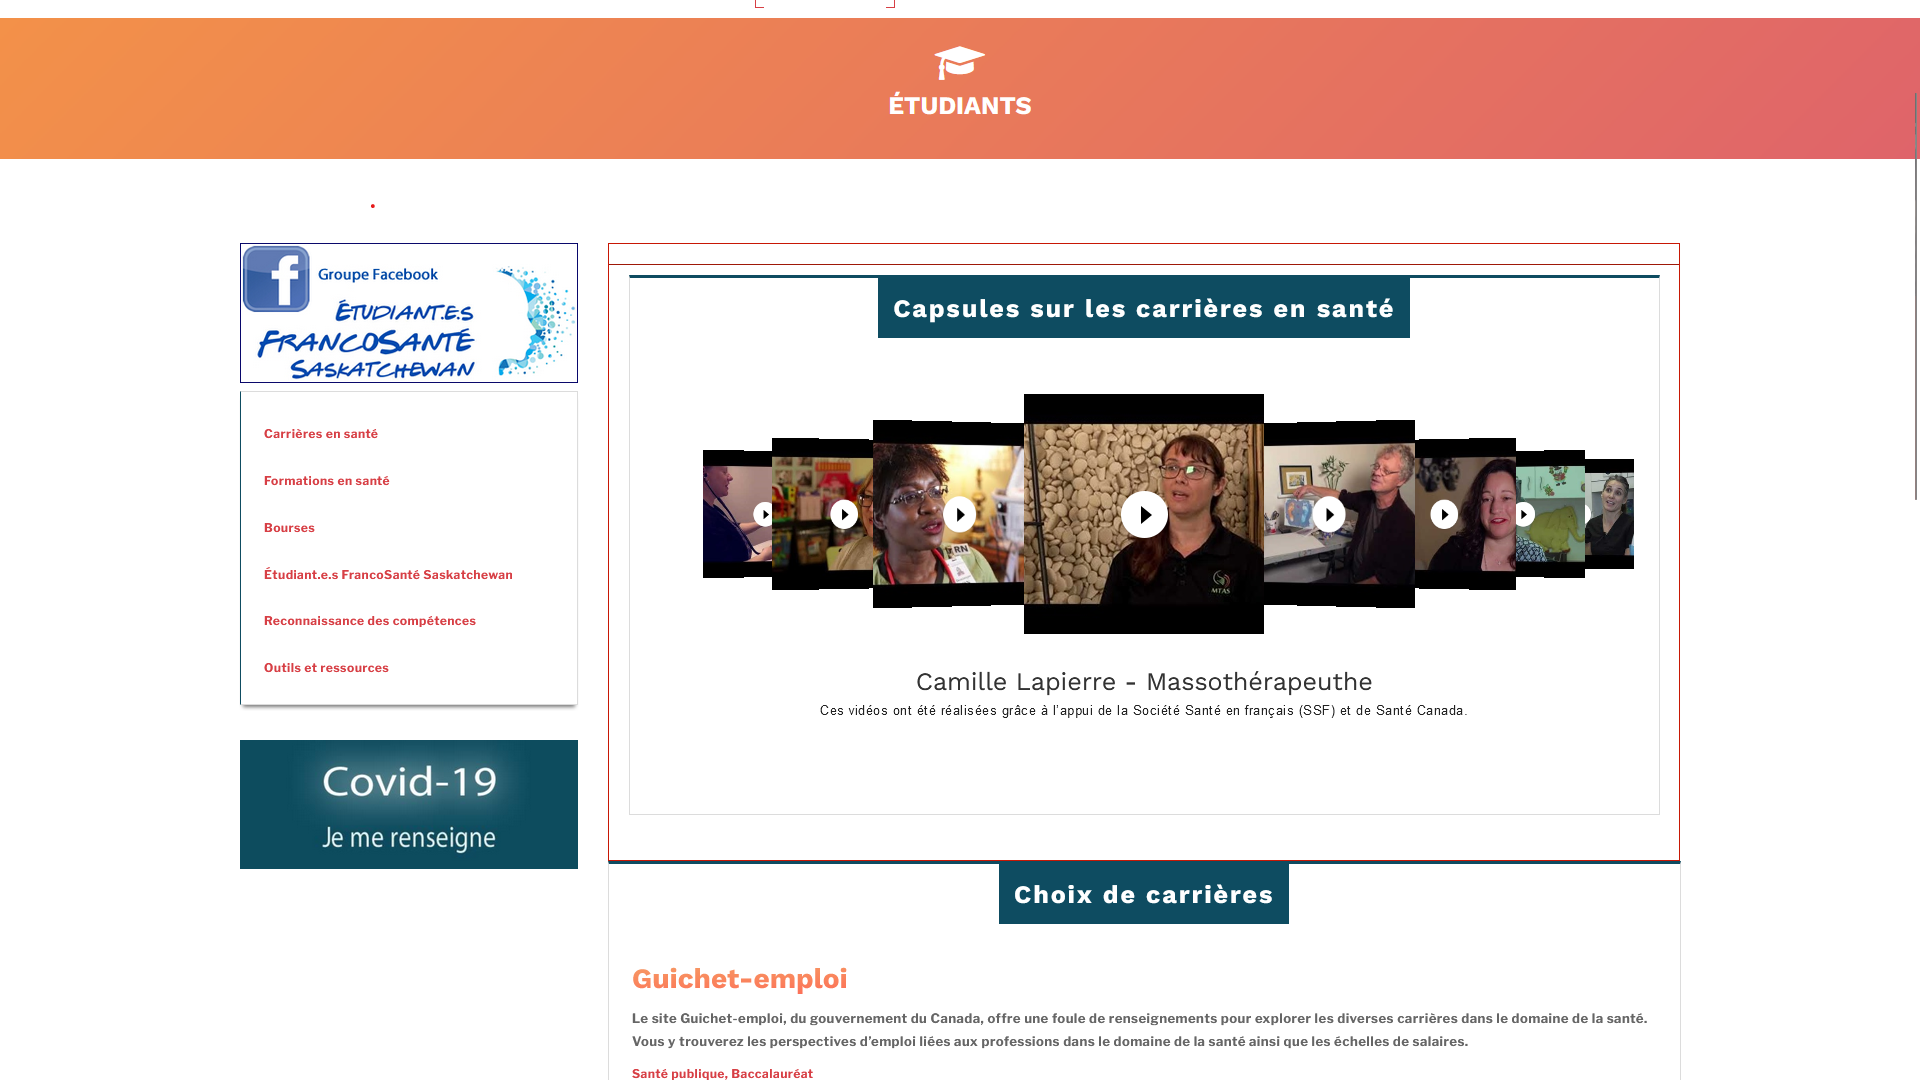 ÉTUDIANTS
Groupe Facebook
ÉTUDIANT.E.S
FRANCOSANTÉ
SASKATCHEWAN
Carrières en santé
Formations en santé
Bourses
Étudiant.e.s FrancoSanté Saskatchewan
Reconnaissance des compétences
Outils et ressources
Covid-19
Je me renseigne
Capsules sur les carrières en santé
RN
MTAS
Camille Lapierre - Massothérapeuthe
Ces vidéos ont été réalisées grâce à l'appui de la Société Santé en français (SSF) et de Santé Canada.
Choix de carrières
Guichet-emploi
Le site Guichet-emploi, du gouvernement du Canada, offre une foule de renseignements pour explorer les diverses carrières dans le domaine de la santé.
Vous y trouverez les perspectives d'emploi liées aux professions dans le domaine de la santé ainsi que les échelles de salaires.
Santé publique, Baccalauréat